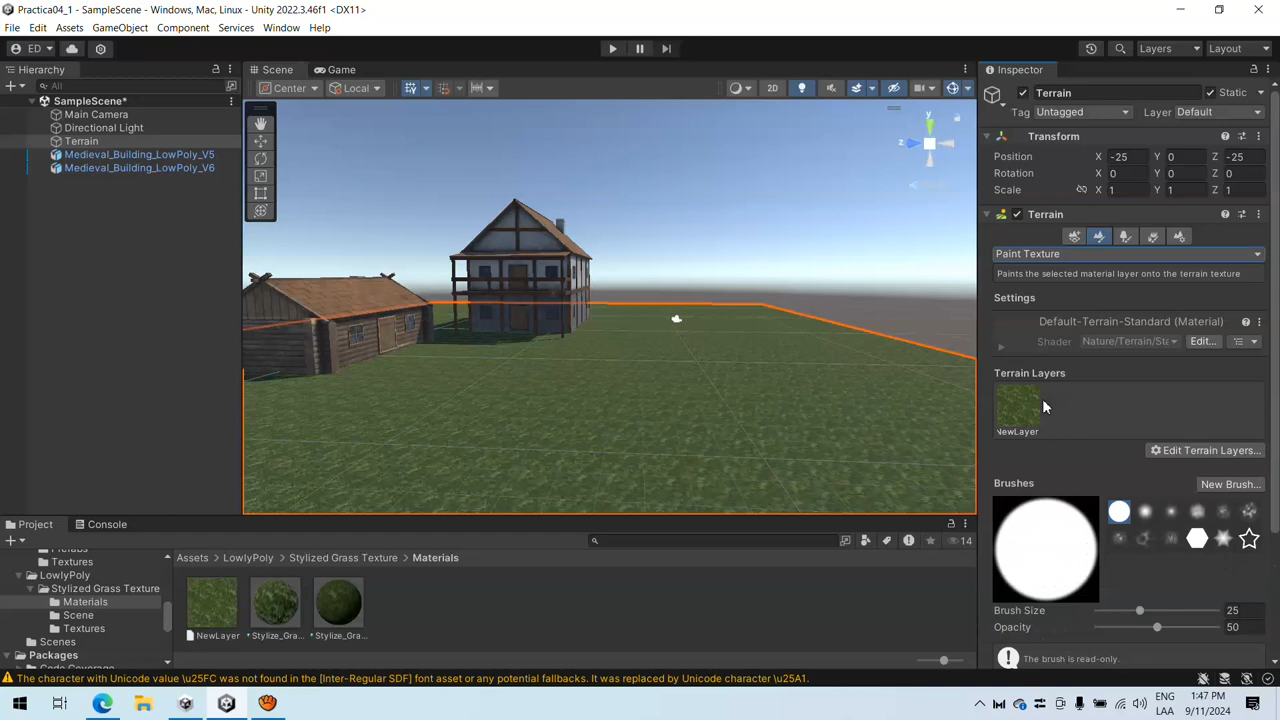 Practica04_1 - SampleScene - Windows, Mac, Linux - Unity 2022.3.46f1 <DX11>
File Edit Assets GameObject Component Services Window Help
ED Layers Layout
Hierarchy
All
SampleScene*
Main Camera
Directional Light
Terrain
Medieval_Building_LowPoly_V5
Medieval_Building_LowPoly_V6
Scene Game
Center Local 2D
y
z
Inspector
Terrain Static
Tag Untagged Layer Default
Transform
Position X -25 Y 0 Z -25
Rotation X 0 Y 0 Z 0
Scale X 1 Y 1 Z 1
Terrain
Paint Texture
Paints the selected material layer onto the terrain texture
Settings
Default-Terrain-Standard (Material)
Shader Nature/Terrain/Sta Edit...
Terrain Layers
NewLayer
Edit Terrain Layers...
Brushes New Brush...
Brush Size 25
Opacity 50
The brush is read-only.
Project Console
14
Prefabs
Textures
LowlyPoly
Stylized Grass Texture
Materials
Scene
Textures
Scenes
Packages
Code Coverage
Assets LowlyPoly Stylized Grass Texture Materials
NewLayer Stylize_Gra... Stylize_Gra...
The character with Unicode value \u25FC was not found in the [Inter-Regular SDF] font asset or any potential fallbacks. It was replaced by Unicode character \u25A1.
ENG
LAA
1:47 PM
9/11/2024